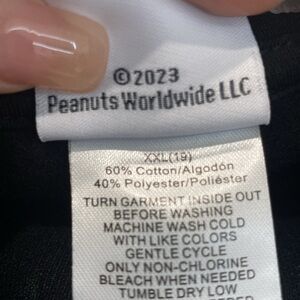 ©2023
Peanuts Worldwide LLC
XXL(19)
60% Cotton/Algodón
40% Polyester/Poliéster
TURN GARMENT INSIDE OUT
BEFORE WASHING
MACHINE WASH COLD
WITH LIKE COLORS
GENTLE CYCLE
ONLY NON-CHLORINE
BLEACH WHEN NEEDED
TUMBLE DRY LOW